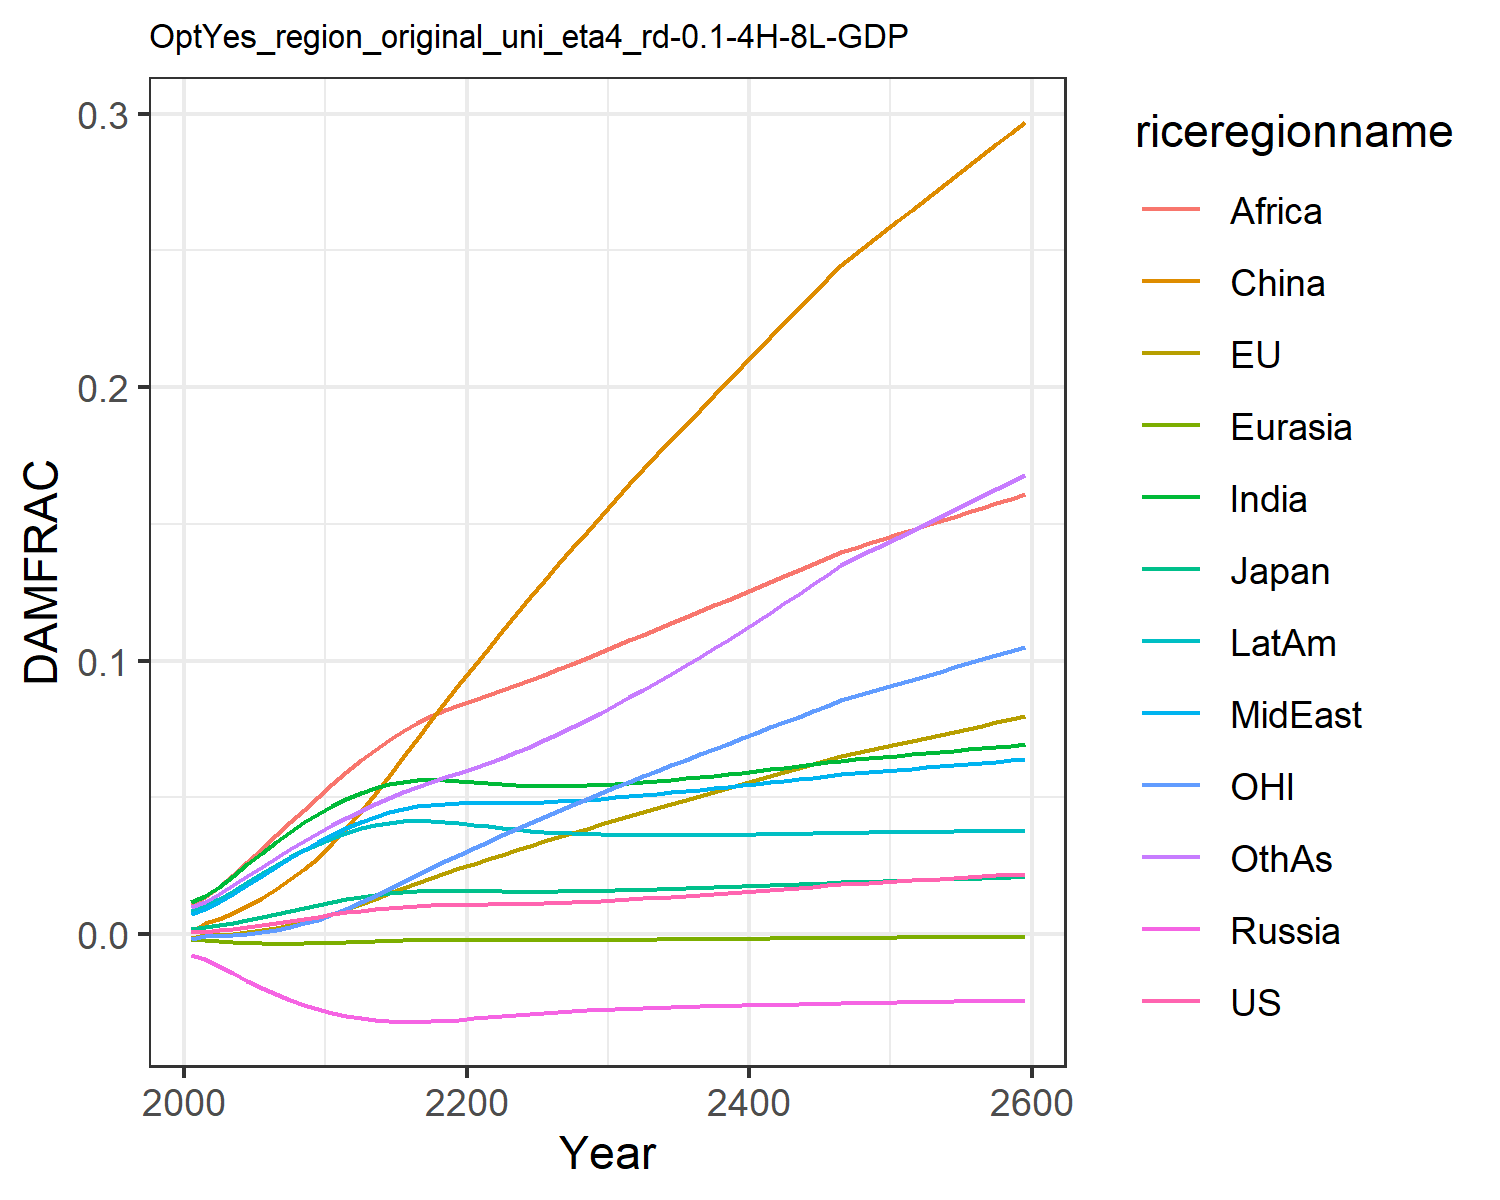 OptYes_region_original_uni_eta4_rd-0.1-4H-8L-GDP
0.3
0.2
0.1
0.0
DAMFRAC
2000 2200 2400 2600
Year
riceregionname
Africa
China
EU
Eurasia
India
Japan
LatAm
MidEast
OHI
OthAs
Russia
US